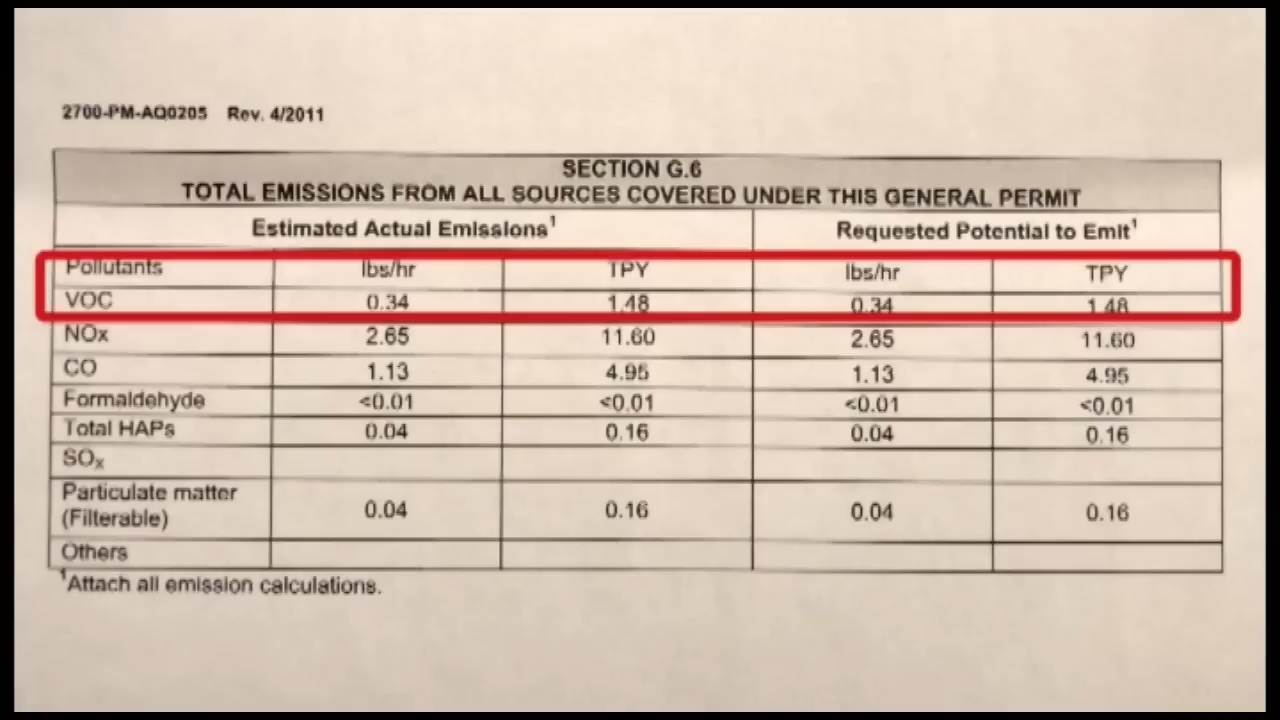 2700-PM-AQ0205 Rev. 4/2011
SECTION G.6
TOTAL EMISSIONS FROM ALL SOURCES COVERED UNDER THIS GENERAL PERMIT
Estimated Actual Emissions¹ Requested Potential to Emit¹
Pollutants lbs/hr TPY lbs/hr TPY
VOC 0.34 1.48 0.34 1.48
NOx 2.65 11.60 2.65 11.60
CO 1.13 4.95 1.13 4.95
Formaldehyde <0.01 <0.01 <0.01 <0.01
Total HAPs 0.04 0.16 0.04 0.16
SOx
Particulate matter
(Filterable) 0.04 0.16 0.04 0.16
Others
¹Attach all emission calculations.